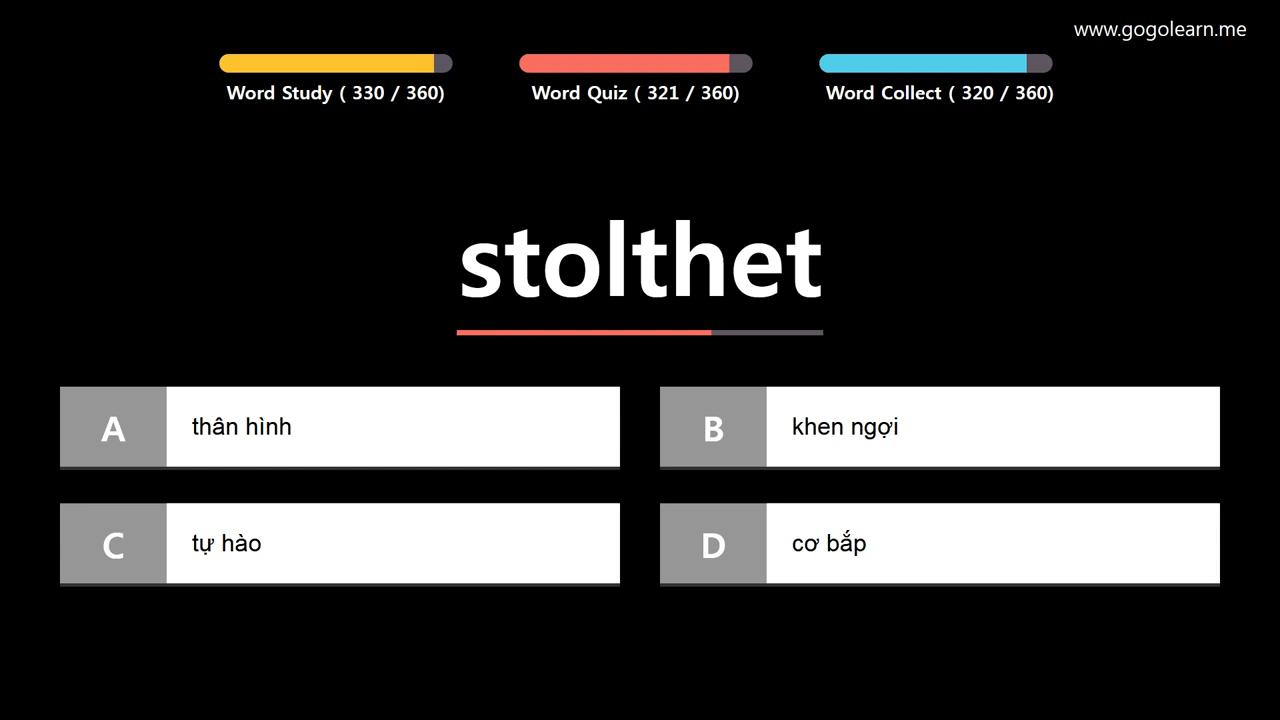 www.gogolearn.me
Word Study ( 330 / 360)
Word Quiz ( 321 / 360)
Word Collect ( 320 / 360)
stolthet
A thân hình
B khen ngợi
C tự hào
D cơ bắp